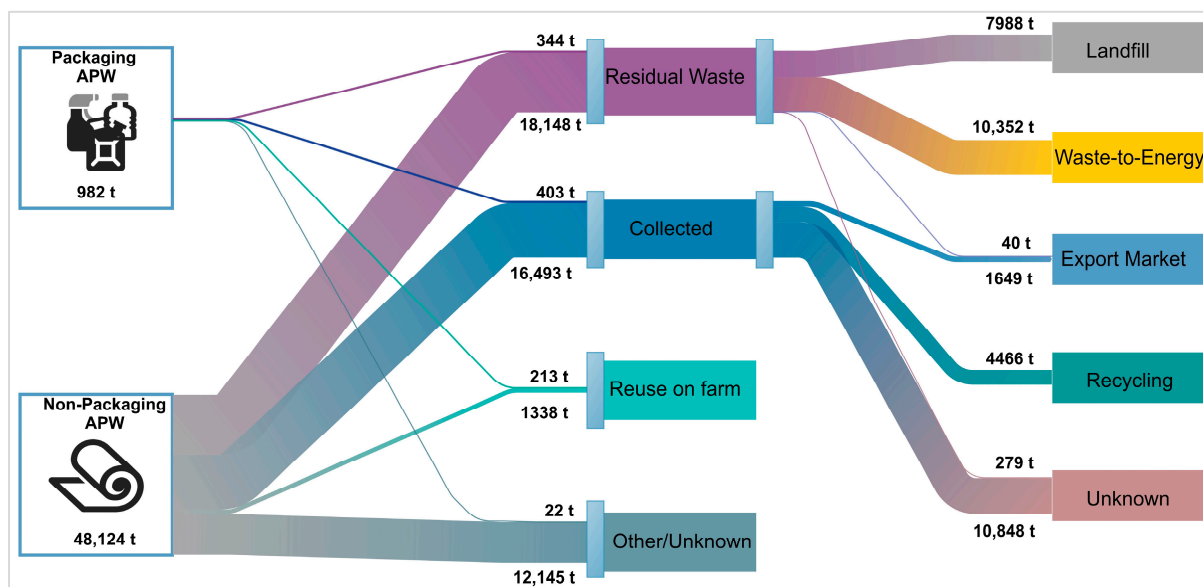 Packaging
APW
982 t
Non-Packaging
APW
48,124 t
344 t
Residual Waste
18,148 t
403 t
Collected
16,493 t
213 t
Reuse on farm
1338 t
22 t
Other/Unknown
12,145 t
7988 t
Landfill
10,352 t
Waste-to-Energy
40 t
Export Market
1649 t
4466 t
Recycling
279 t
Unknown
10,848 t